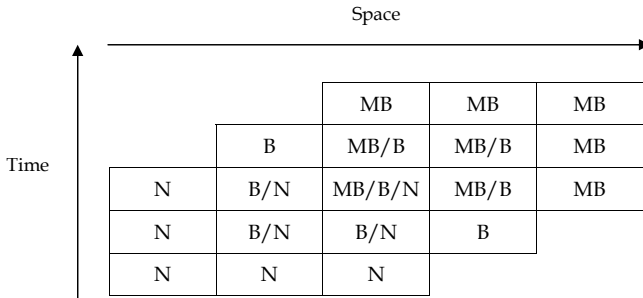 Space
MB MB MB
B MB/B MB/B MB
Time
N B/N MB/B/N MB/B MB
N B/N B/N B
N N N